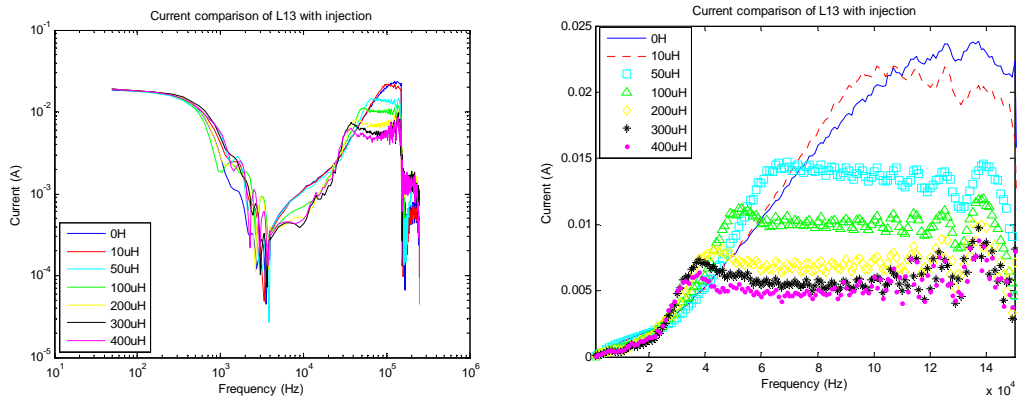 Current comparison of L13 with injection
Current (A)
10^-1
10^-2
10^-3
10^-4
10^-5
0H
10uH
50uH
100uH
200uH
300uH
400uH
10^1 10^2 10^3 10^4 10^5 10^6
Frequency (Hz)
Current comparison of L13 with injection
Current (A)
0.025
0.02
0.015
0.01
0.005
0
0H
10uH
50uH
100uH
200uH
300uH
400uH
2 4 6 8 10 12 14
Frequency (Hz)
x 10^4